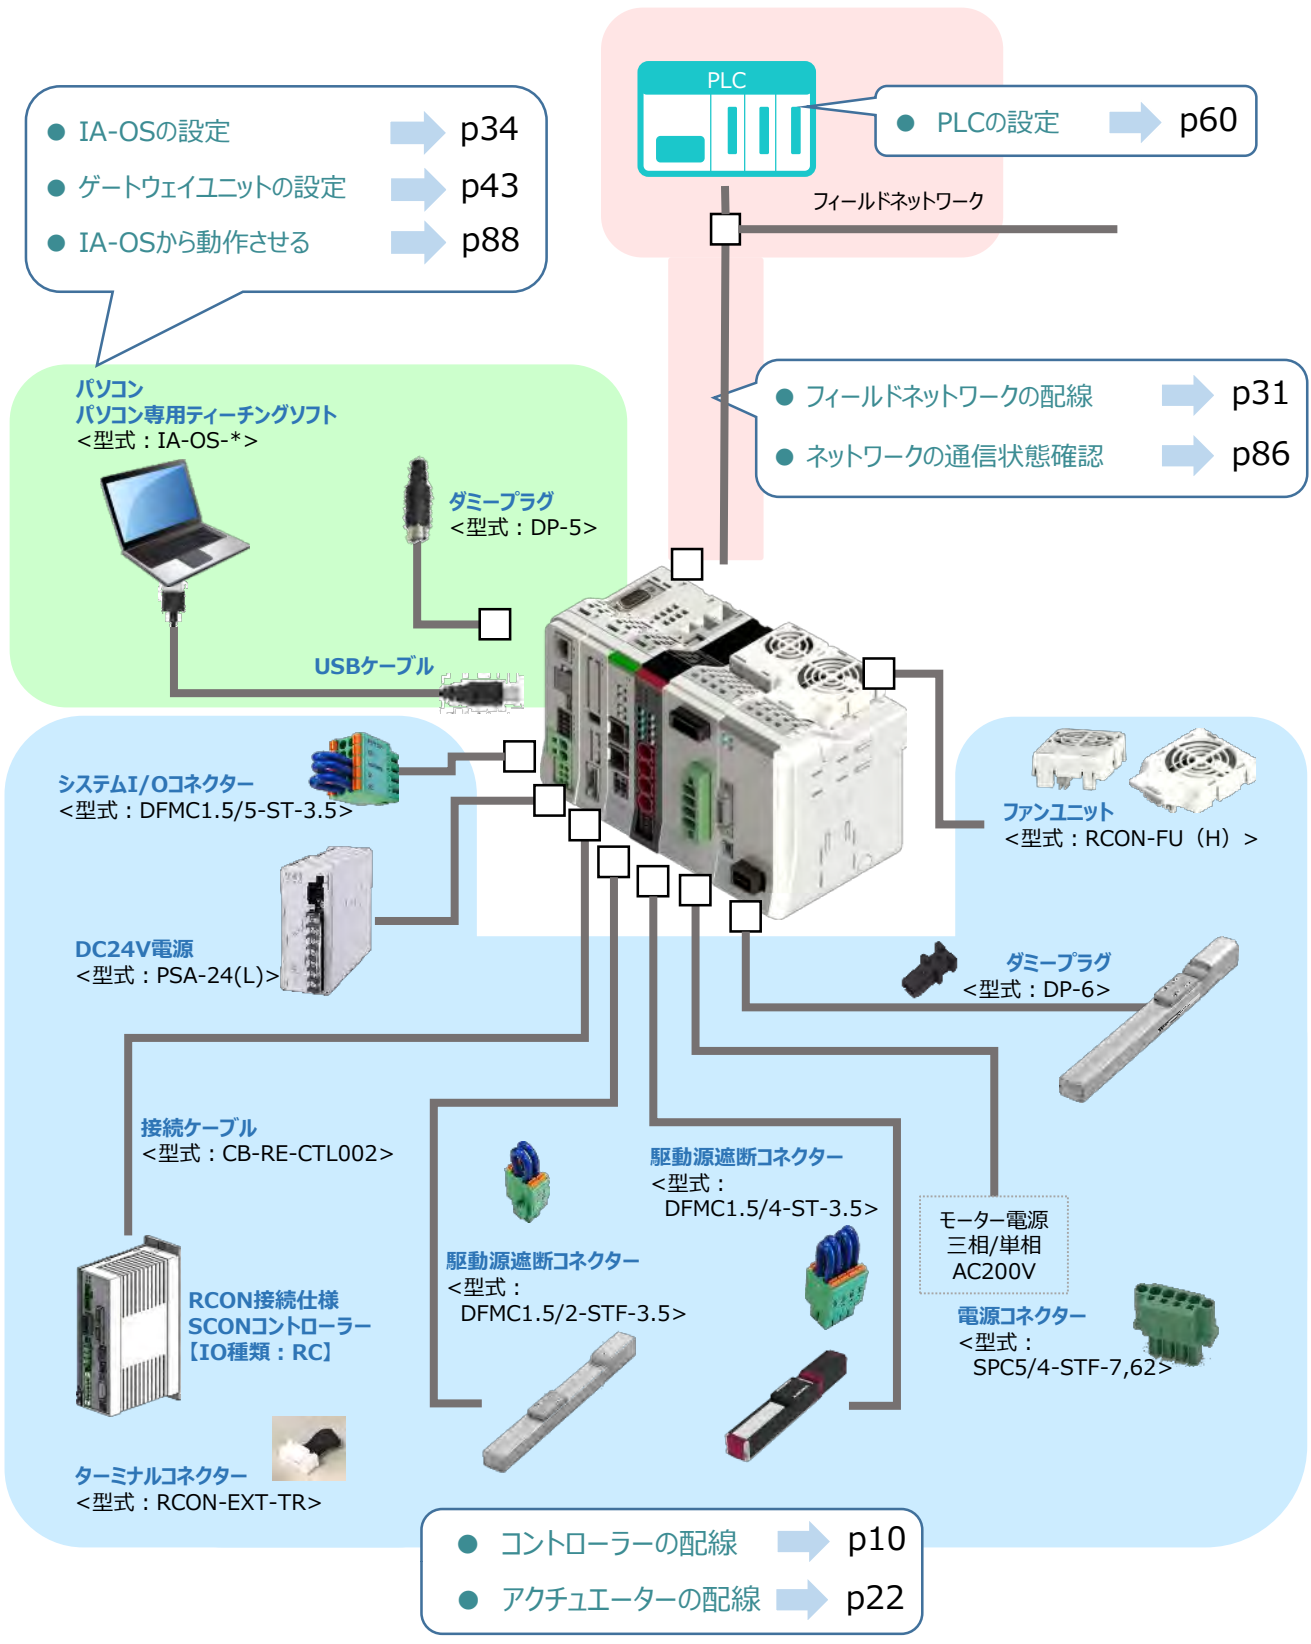 PLC
● PLCの設定 p60
● IA-OSの設定 p34
● ゲートウェイユニットの設定 p43
● IA-OSから動作させる p88
フィールドネットワーク
● フィールドネットワークの配線 p31
● ネットワークの通信状態確認 p86
パソコン
パソコン専用ティーチングソフト
<型式：IA-OS-*>
ダミープラグ
<型式：DP-5>
USBケーブル
システムI/Oコネクター
<型式：DFMC1.5/5-ST-3.5>
ファンユニット
<型式：RCON-FU（H）>
DC24V電源
<型式：PSA-24(L)>
ダミープラグ
<型式：DP-6>
接続ケーブル
<型式：CB-RE-CTL002>
駆動源遮断コネクター
<型式：
DFMC1.5/4-ST-3.5>
モーター電源
三相/単相
AC200V
駆動源遮断コネクター
<型式：
DFMC1.5/2-STF-3.5>
RCON接続仕様
SCONコントローラー
【IO種類：RC】
電源コネクター
<型式：
SPC5/4-STF-7,62>
ターミナルコネクター
<型式：RCON-EXT-TR>
● コントローラーの配線 p10
● アクチュエーターの配線 p22